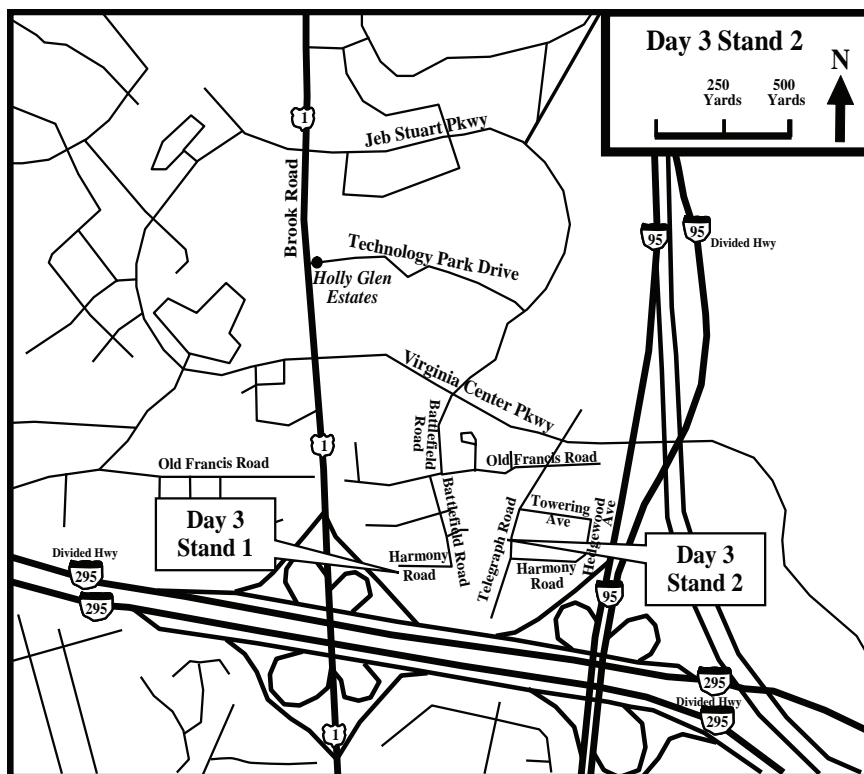 Day 3 Stand 2
N
250
Yards
500
Yards
1
Jeb Stuart Pkwy
Brook Road
95
95
Divided Hwy
Technology Park Drive
Holly Glen
Estates
Virginia Center Pkwy
Battlefield
Road
1
Old Francis Road
Old Francis Road
Battlefield Road
Telegraph Road
Towering
Ave
Hedgewood
Ave
Day 3
Stand 1
Harmony
Road
Harmony
Road
Day 3
Stand 2
Divided Hwy
295
295
95
295
Divided Hwy
295
1